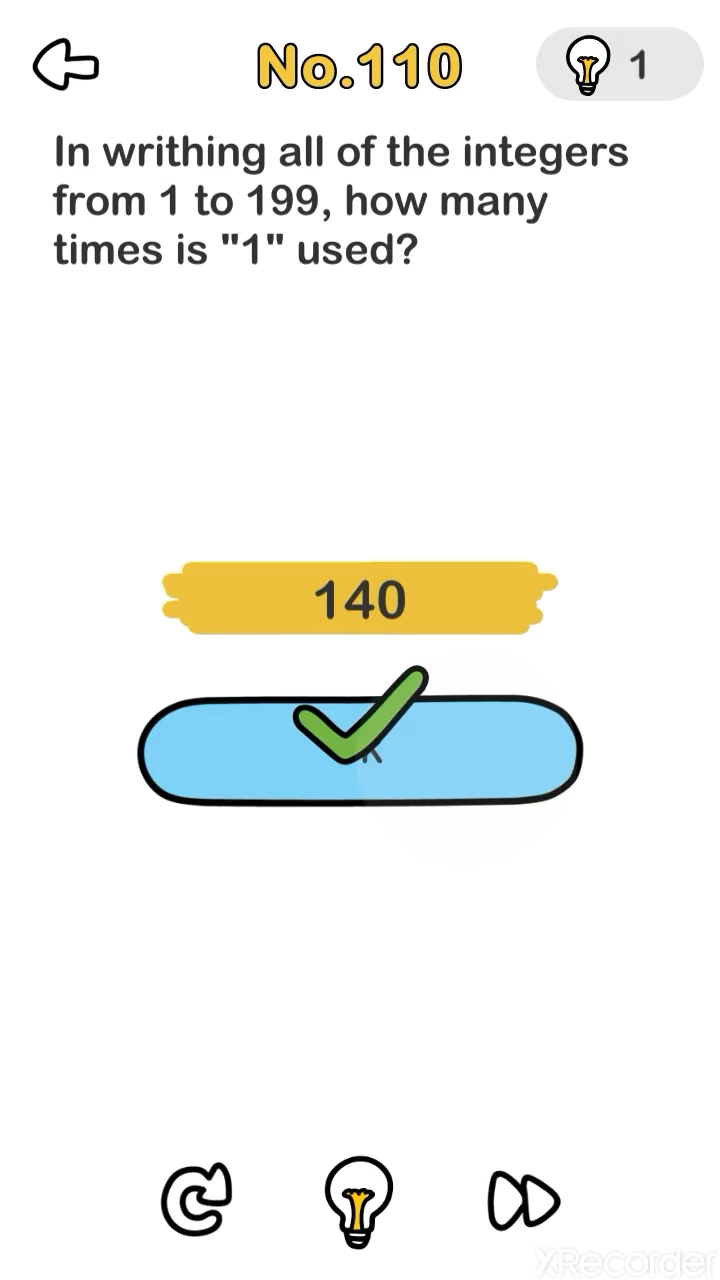 No.110
1
In writhing all of the integers
from 1 to 199, how many
times is "1" used?
140
XRecorder